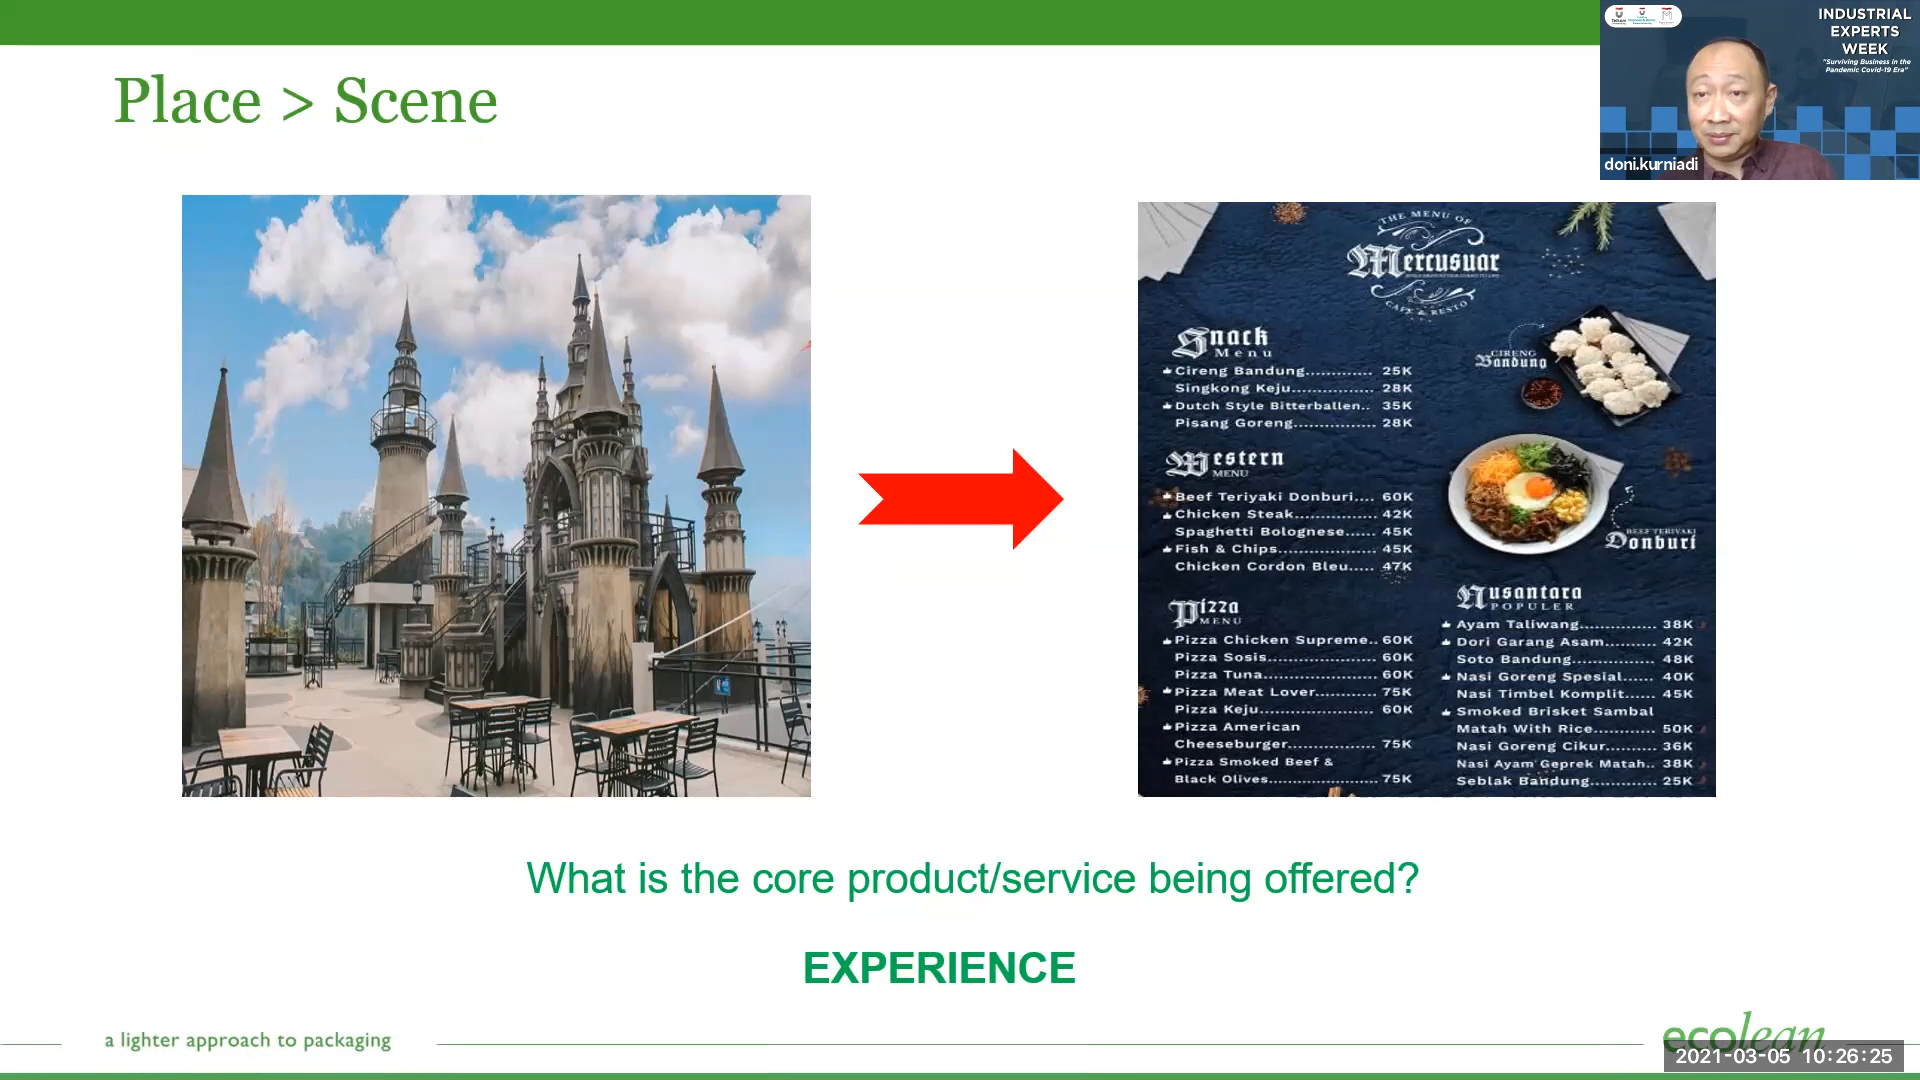 Place > Scene
INDUSTRIAL
EXPERTS
WEEK
"Surviving Business in the
Pandemic Covid-19 Era"
doni.kurniadi
THE MENU OF
Mercusuar
CAFE & RESTO
Snack
Menu
Cireng Bandung............. 25K
Singkong Keju............... 28K
Dutch Style Bitterballen.. 35K
Pisang Goreng............... 28K
CIRENG
Bandung
Western
MENU
Beef Teriyaki Donburi.... 60K
Chicken Steak............... 42K
Spaghetti Bolognese...... 45K
Fish & Chips.................. 45K
Chicken Cordon Bleu..... 47K
BEEF TERIYAKI
Donburi
Pizza
MENU
Pizza Chicken Supreme.. 60K
Pizza Sosis.................... 60K
Pizza Tuna..................... 60K
Pizza Meat Lover........... 75K
Pizza Keju..................... 60K
Pizza American
Cheeseburger................ 75K
Pizza Smoked Beef &
Black Olives................... 75K
Nusantara
POPULER
Ayam Taliwang.............. 38K
Dori Garang Asam......... 42K
Soto Bandung............... 48K
Nasi Goreng Spesial...... 40K
Nasi Timbel Komplit...... 45K
Smoked Brisket Sambal
Matah With Rice............ 50K
Nasi Goreng Cikur......... 36K
Nasi Ayam Geprek Matah.. 38K
Seblak Bandung............ 25K
What is the core product/service being offered?
EXPERIENCE
a lighter approach to packaging
ecolean
2021-03-05 10:26:25